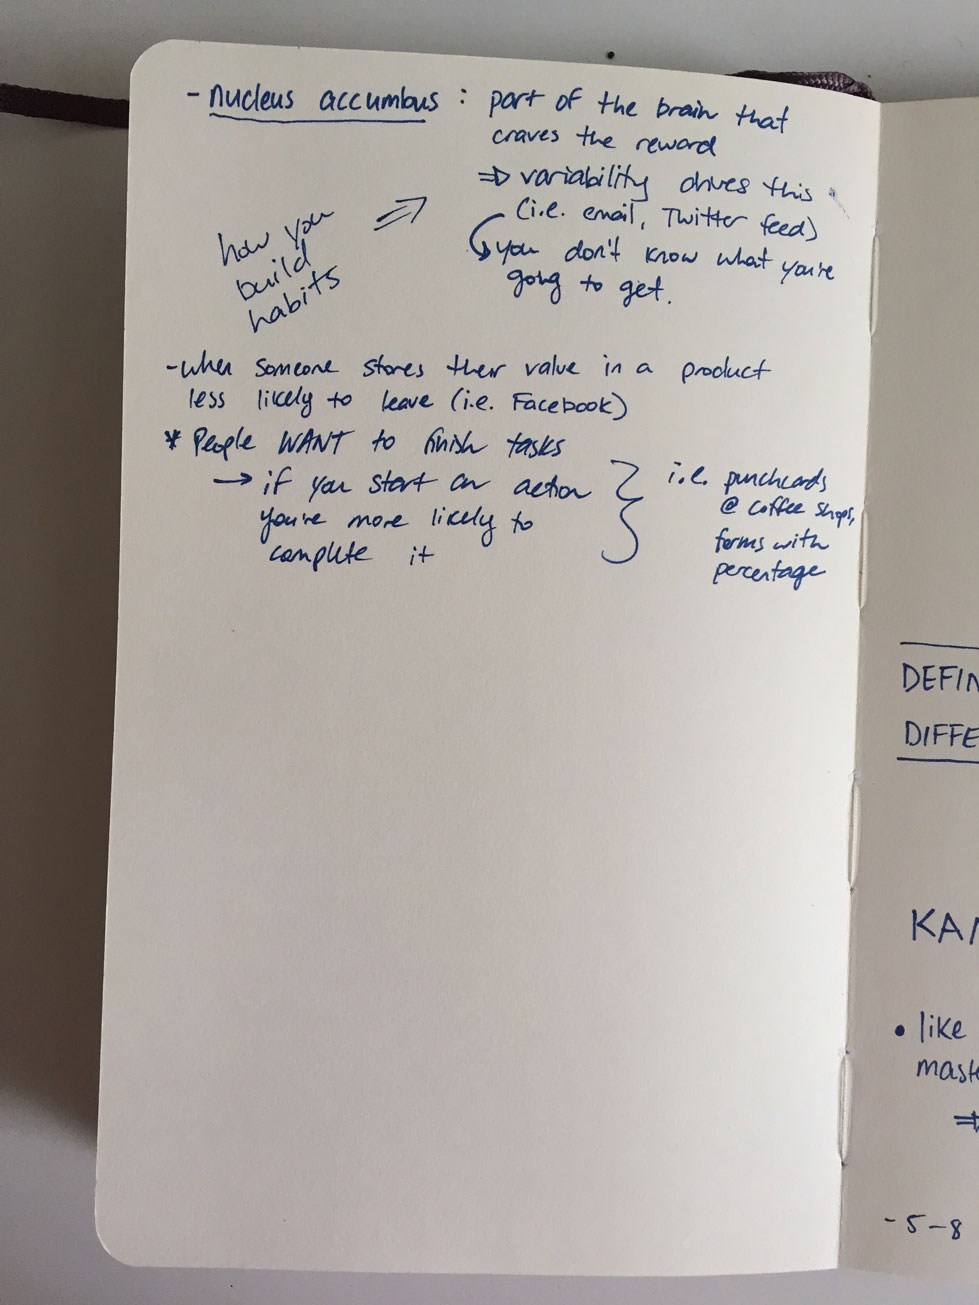 - nucleus accumbus : part of the brain that
craves the reward
⇒ variability drives this
(i.e. email, Twitter feed)
you don't know what you're
going to get.
how you
build
habits
⇒
- when someone stores their value in a product
less likely to leave (i.e. Facebook)
* People WANT to finish tasks
→ if you start an action
you're more likely to
complete it
i.e. punchcards
@ coffee shops,
forms with
percentage
DEFIN
DIFFE
KAN
• like
maste
⇒
- 5-8